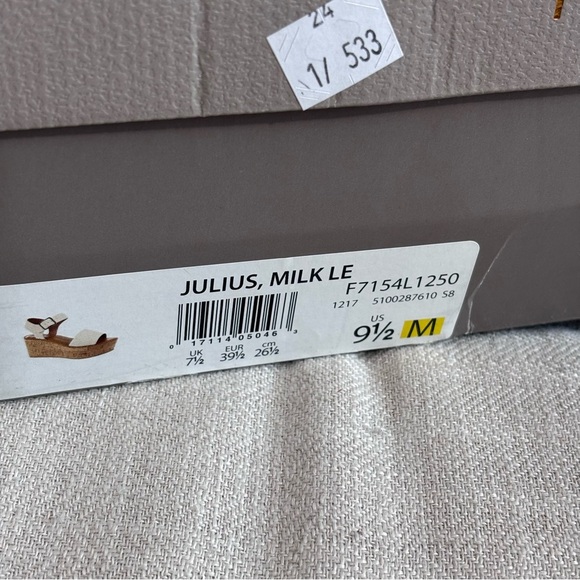 24
1/ 533
JULIUS, MILK LE
F7154L1250
1217 5100287610 S8
0 17114 05046 3
UK EUR cm
7½ 39½ 26½
US
9½ M